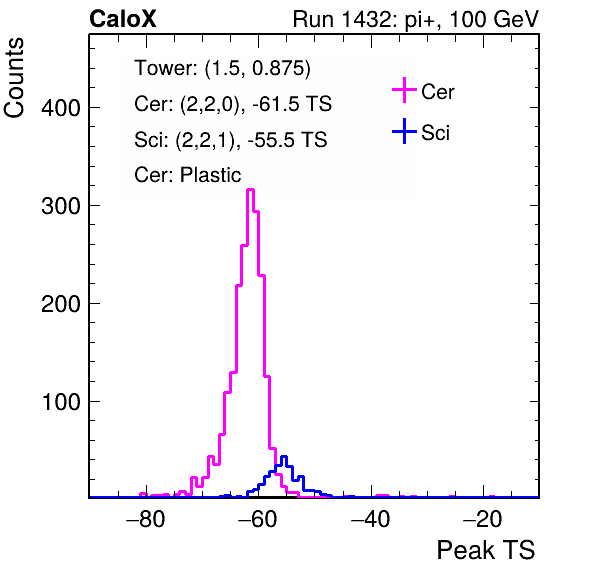 CaloX Run 1432: pi+, 100 GeV
Counts
Tower: (1.5, 0.875)
Cer: (2,2,0), -61.5 TS
Sci: (2,2,1), -55.5 TS
Cer: Plastic
Cer
Sci
400
300
200
100
−80 −60 −40 −20
Peak TS